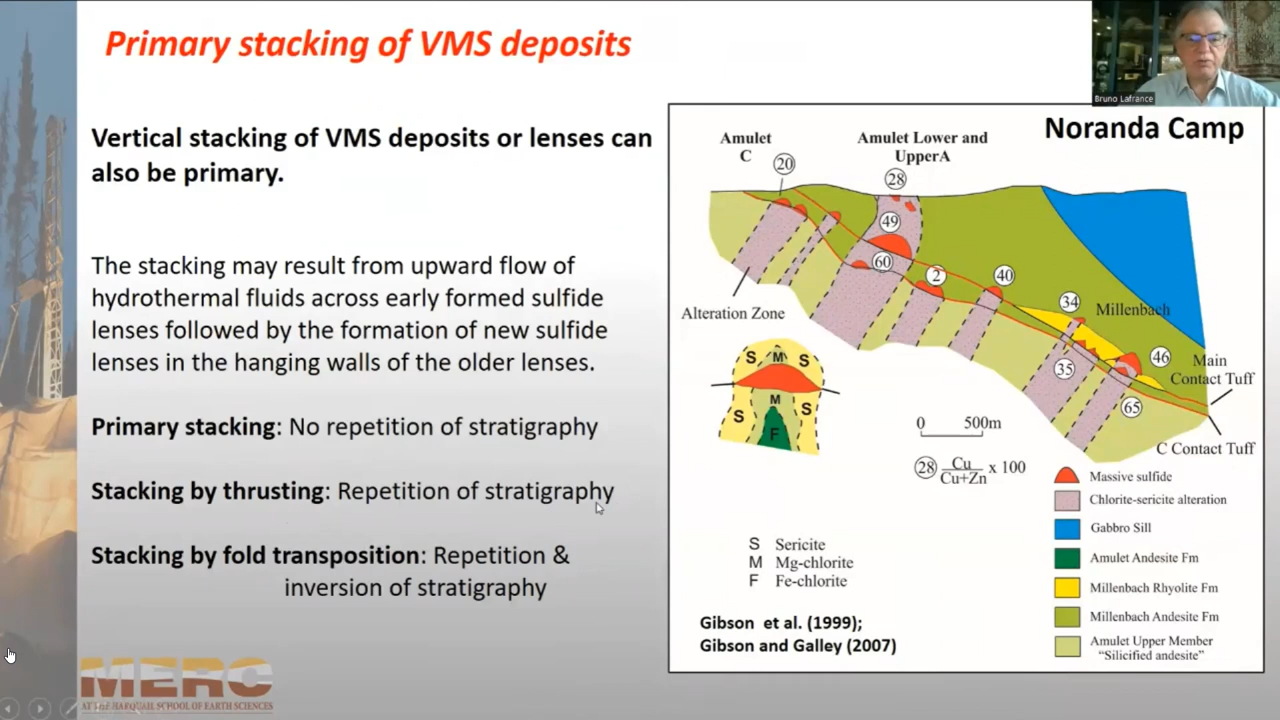 Primary stacking of VMS deposits
Bruno Lafrance
Vertical stacking of VMS deposits or lenses can
also be primary.
The stacking may result from upward flow of
hydrothermal fluids across early formed sulfide
lenses followed by the formation of new sulfide
lenses in the hanging walls of the older lenses.
Primary stacking: No repetition of stratigraphy
Stacking by thrusting: Repetition of stratigraphy
Stacking by fold transposition: Repetition &
inversion of stratigraphy
MERC
AT THE HARQUAIL SCHOOL OF EARTH SCIENCES
Noranda Camp
Amulet
C
Amulet Lower and
UpperA
20
28
49
60
2
40
34
Millenbach
Alteration Zone
35
46
65
Main
Contact Tuff
C Contact Tuff
S M S
M
S S
F
0 500m
28 Cu
Cu+Zn x 100
S Sericite
M Mg-chlorite
F Fe-chlorite
Massive sulfide
Chlorite-sericite alteration
Gabbro Sill
Amulet Andesite Fm
Millenbach Rhyolite Fm
Millenbach Andesite Fm
Amulet Upper Member
“Silicified andesite”
Gibson et al. (1999);
Gibson and Galley (2007)